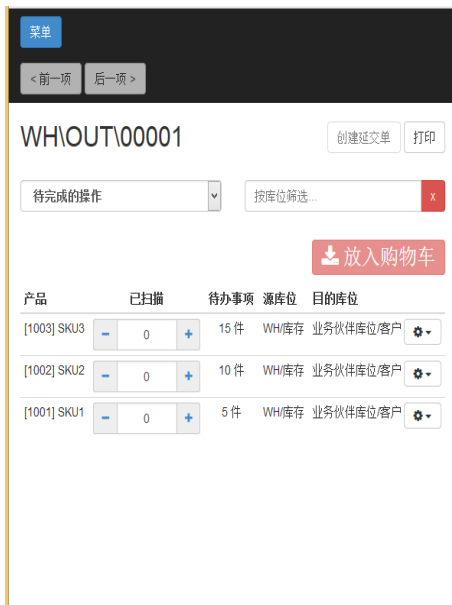 菜单
<前一项 后一项>
WH\OUT\00001 创建延交单 打印
待完成的操作 按库位筛选... x
放入购物车
产品 已扫描 待办事项 源库位 目的库位
[1003] SKU3 - 0 + 15 件 WH/库存 业务伙伴库位/客户
[1002] SKU2 - 0 + 10 件 WH/库存 业务伙伴库位/客户
[1001] SKU1 - 0 + 5 件 WH/库存 业务伙伴库位/客户